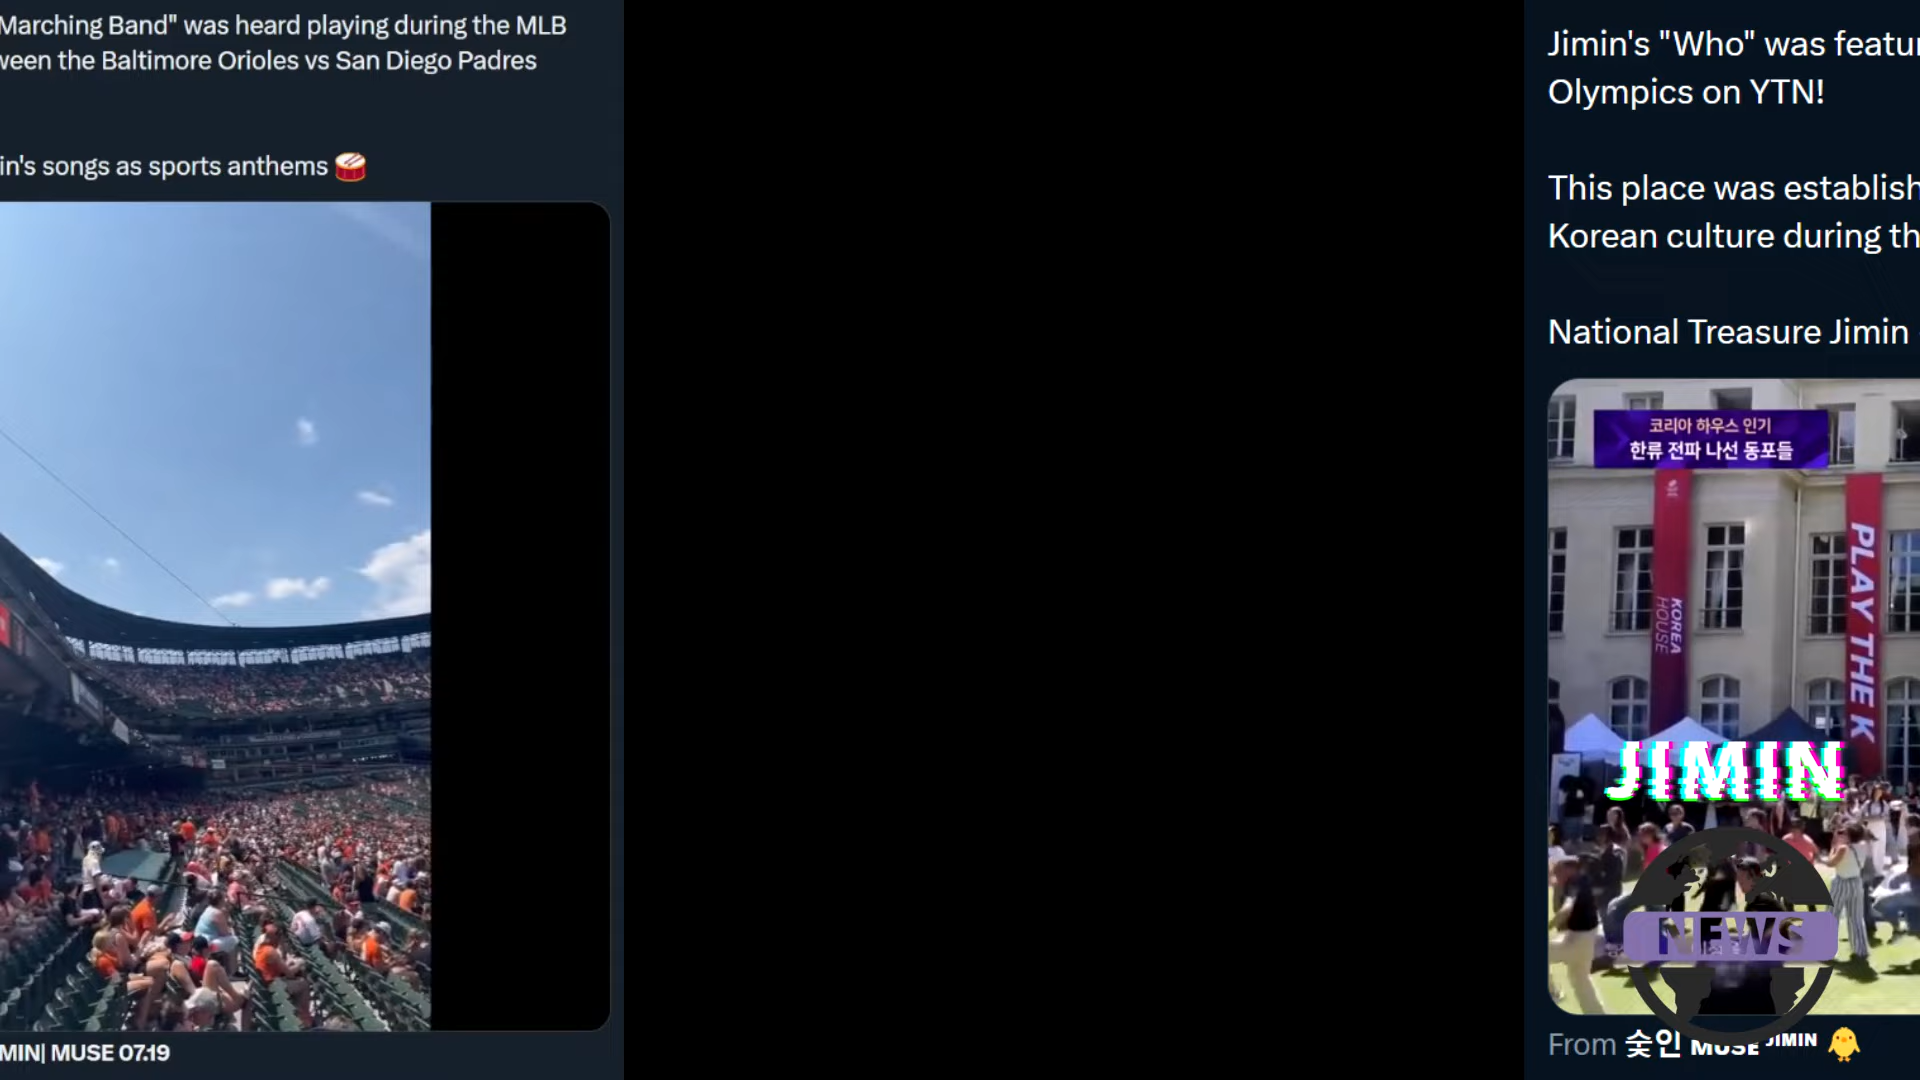 Marching Band" was heard playing during the MLB
ween the Baltimore Orioles vs San Diego Padres
in's songs as sports anthems 🥁
MIN| MUSE 07.19
Jimin's "Who" was featur
Olympics on YTN!
This place was establish
Korean culture during th
National Treasure Jimin
코리아 하우스 인기
한류 전파 나선 동포들
KOREA
HOUSE
PLAY THE K
JIMIN
NEWS
From 숯인 MUSE JIMIN 🐥